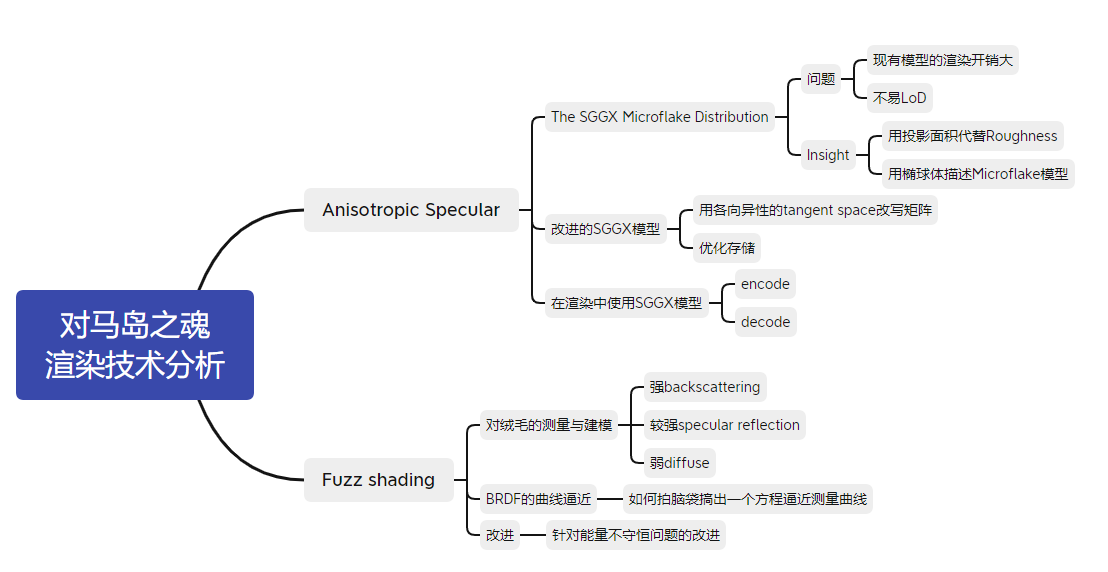 对马岛之魂
渲染技术分析
Anisotropic Specular
The SGGX Microflake Distribution
问题
现有模型的渲染开销大
不易LoD
Insight
用投影面积代替Roughness
用椭球体描述Microflake模型
改进的SGGX模型
用各向异性的tangent space改写矩阵
优化存储
在渲染中使用SGGX模型
encode
decode
Fuzz shading
对绒毛的测量与建模
强backscattering
较强specular reflection
弱diffuse
BRDF的曲线逼近
如何拍脑袋搞出一个方程逼近测量曲线
改进
针对能量不守恒问题的改进